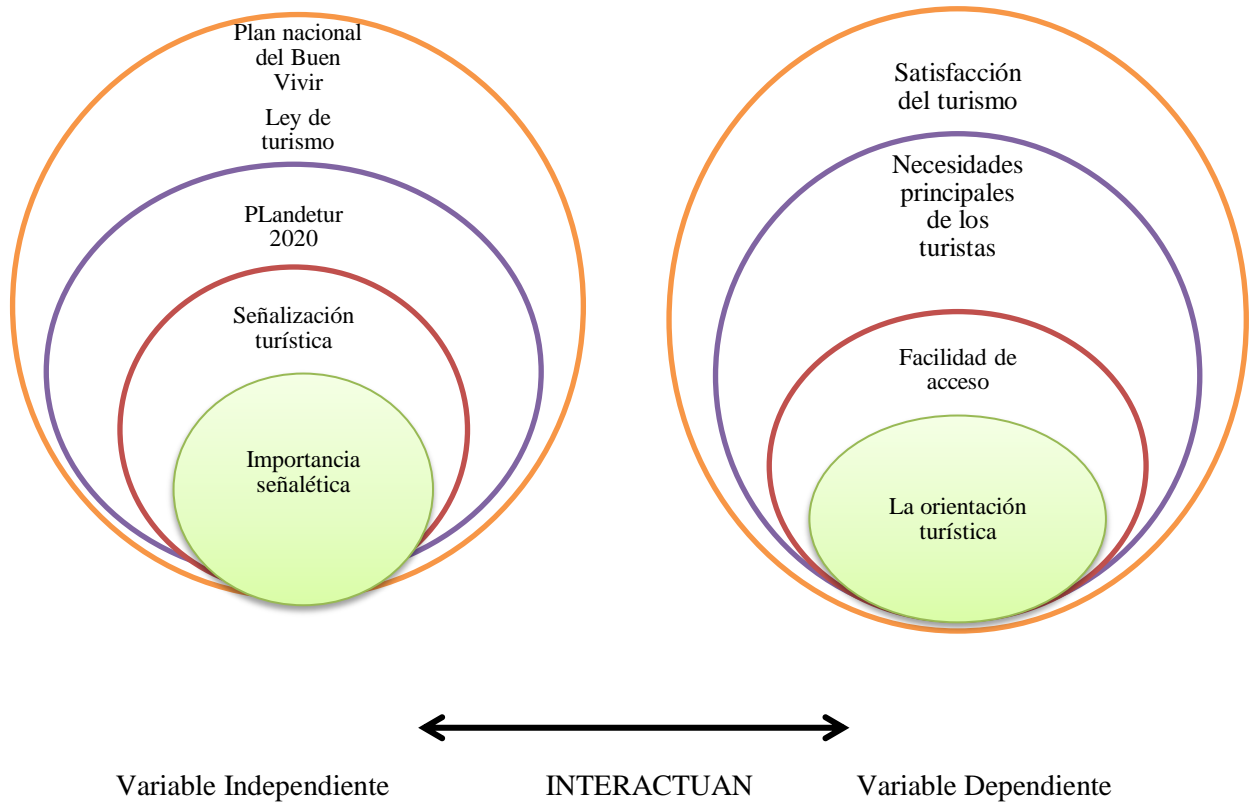 Plan nacional
del Buen
Vivir
Ley de
turismo
PLandetur
2020
Señalización
turística
Importancia
señalética
Satisfacción
del turismo
Necesidades
principales
de los
turistas
Facilidad de
acceso
La orientación
turística
Variable Independiente
INTERACTUAN
Variable Dependiente